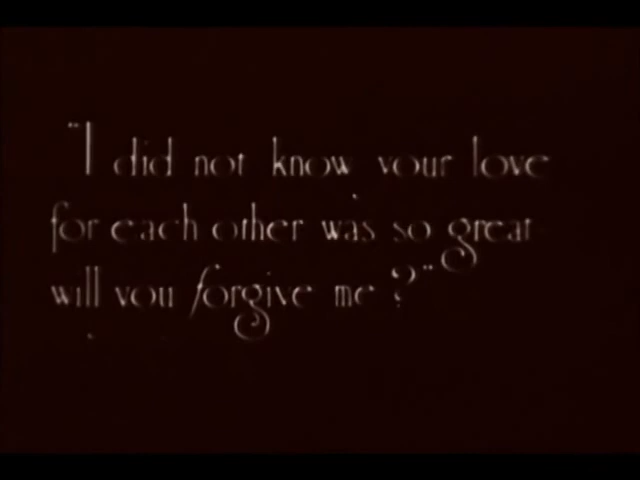 "I did not know your love
for each other was so great
will you forgive me?"